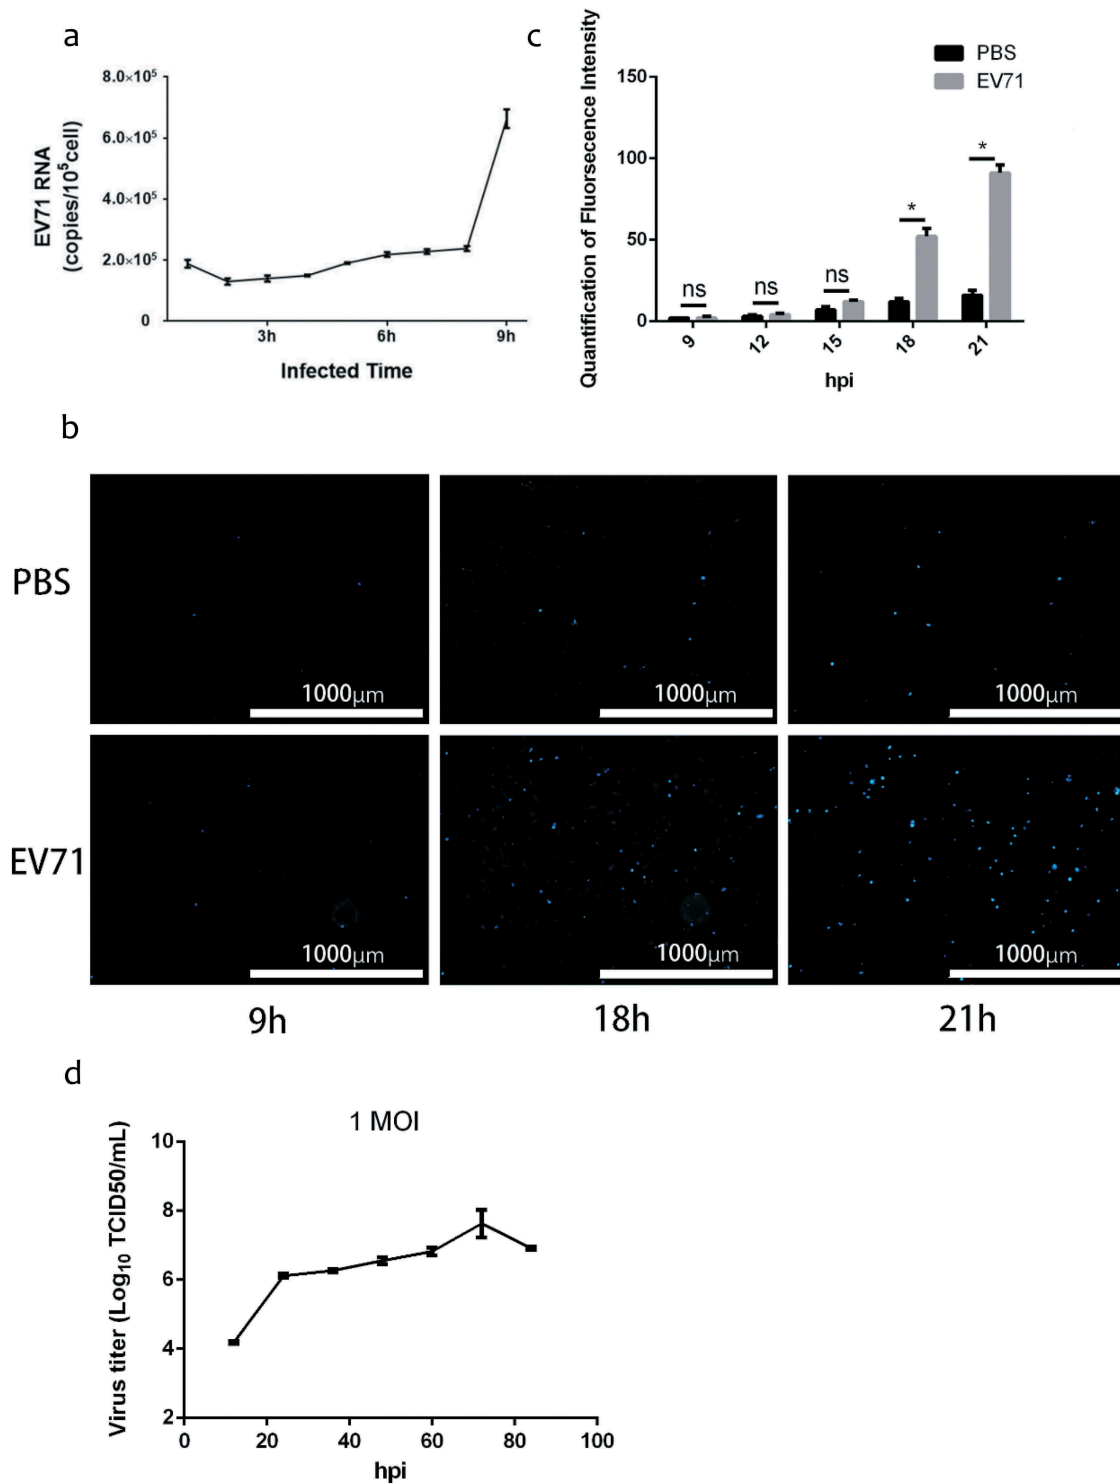 a
8.0×10⁵
6.0×10⁵
4.0×10⁵
2.0×10⁵
0
EV71 RNA
(copies/10⁵cell)
3h
6h
9h
Infected Time
c
PBS
EV71
150
100
50
0
Quantification of Fluorsecence Intensity
ns
ns
ns
*
*
9
12
15
18
21
hpi
b
PBS
1000μm
1000μm
1000μm
EV71
1000μm
1000μm
1000μm
9h
18h
21h
d
1 MOI
10
8
6
4
2
Virus titer (Log₁₀ TCID50/mL)
0
20
40
60
80
100
hpi